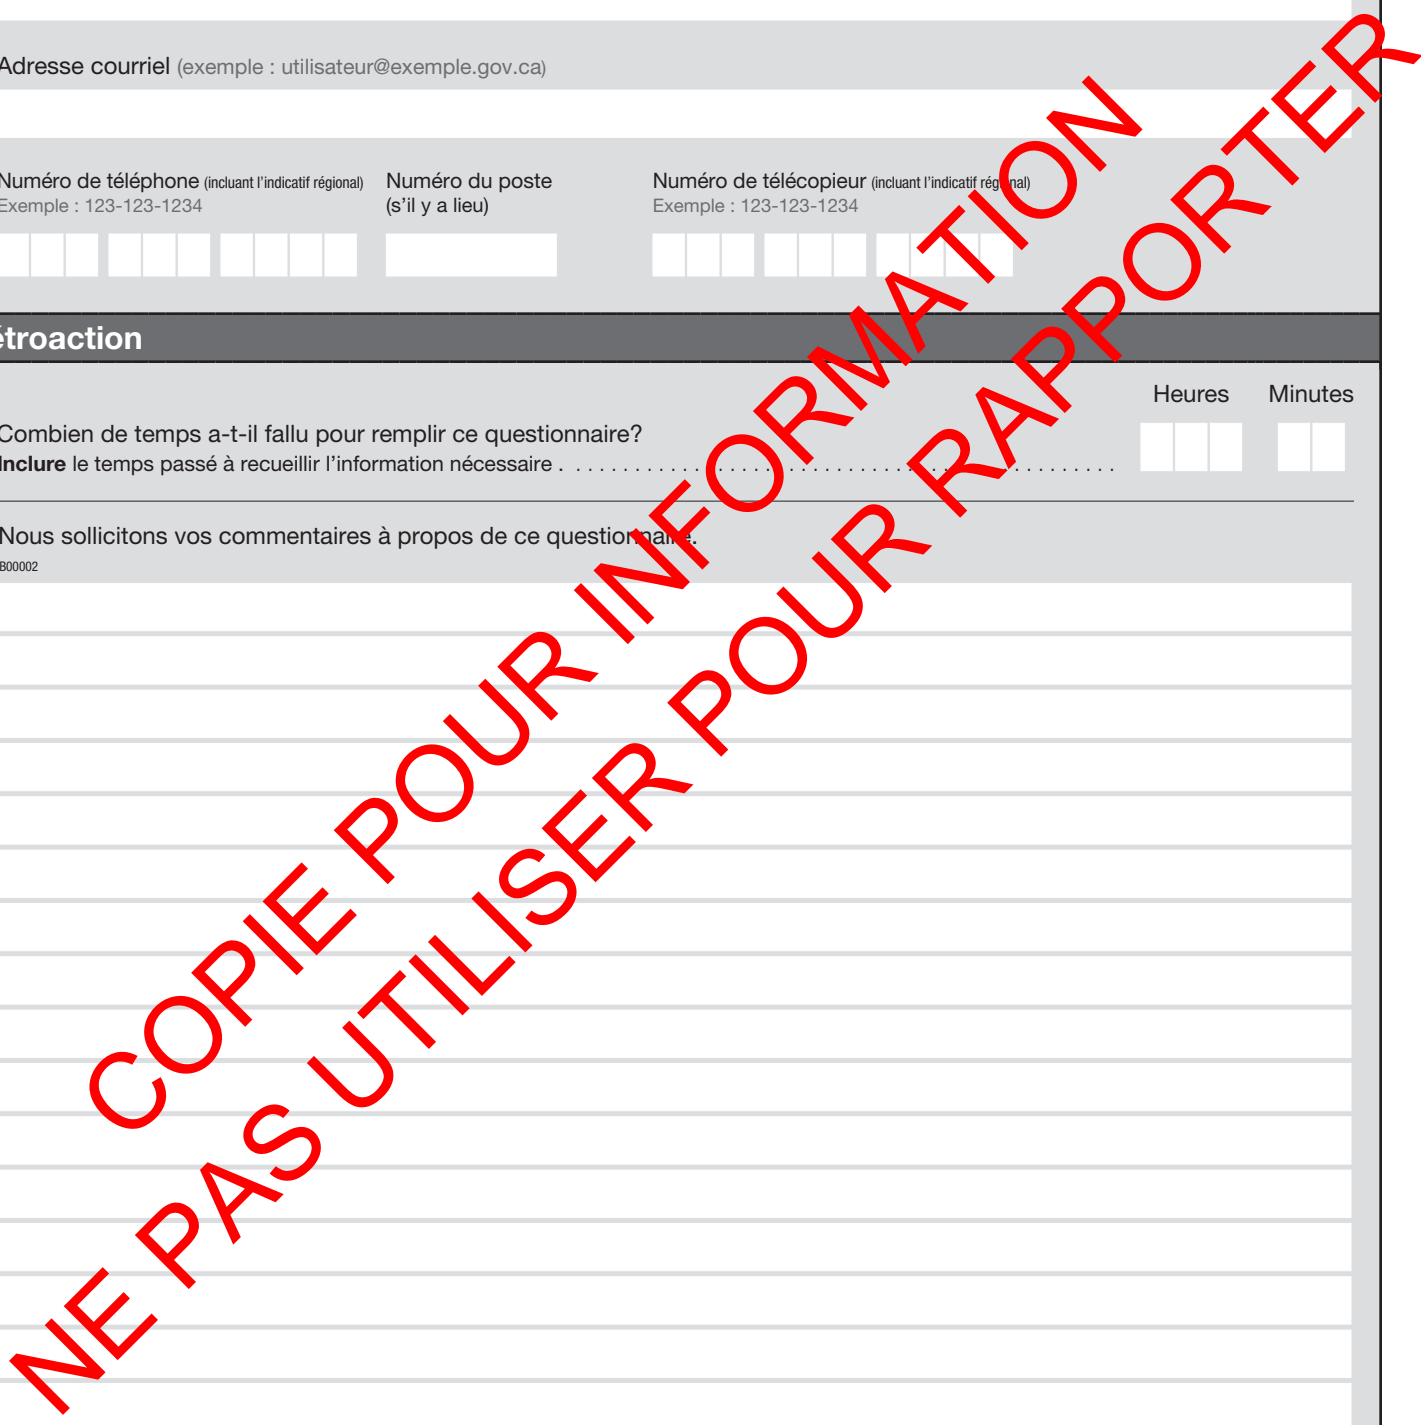 Adresse courriel (exemple : utilisateur@exemple.gov.ca)
Numéro de téléphone (incluant l'indicatif régional)
Exemple : 123-123-1234
Numéro du poste
(s'il y a lieu)
Numéro de télécopieur (incluant l'indicatif régional)
Exemple : 123-123-1234
étroaction
Heures Minutes
Combien de temps a-t-il fallu pour remplir ce questionnaire?
Inclure le temps passé à recueillir l'information nécessaire . . . . . . . . . . . . . . . . . . . . . . . . . . . . . . . . . . . . . . . . . . .
Nous sollicitons vos commentaires à propos de ce questionnaire.
B00002
COPIE POUR INFORMATION
NE PAS UTILISER POUR RAPPORTER